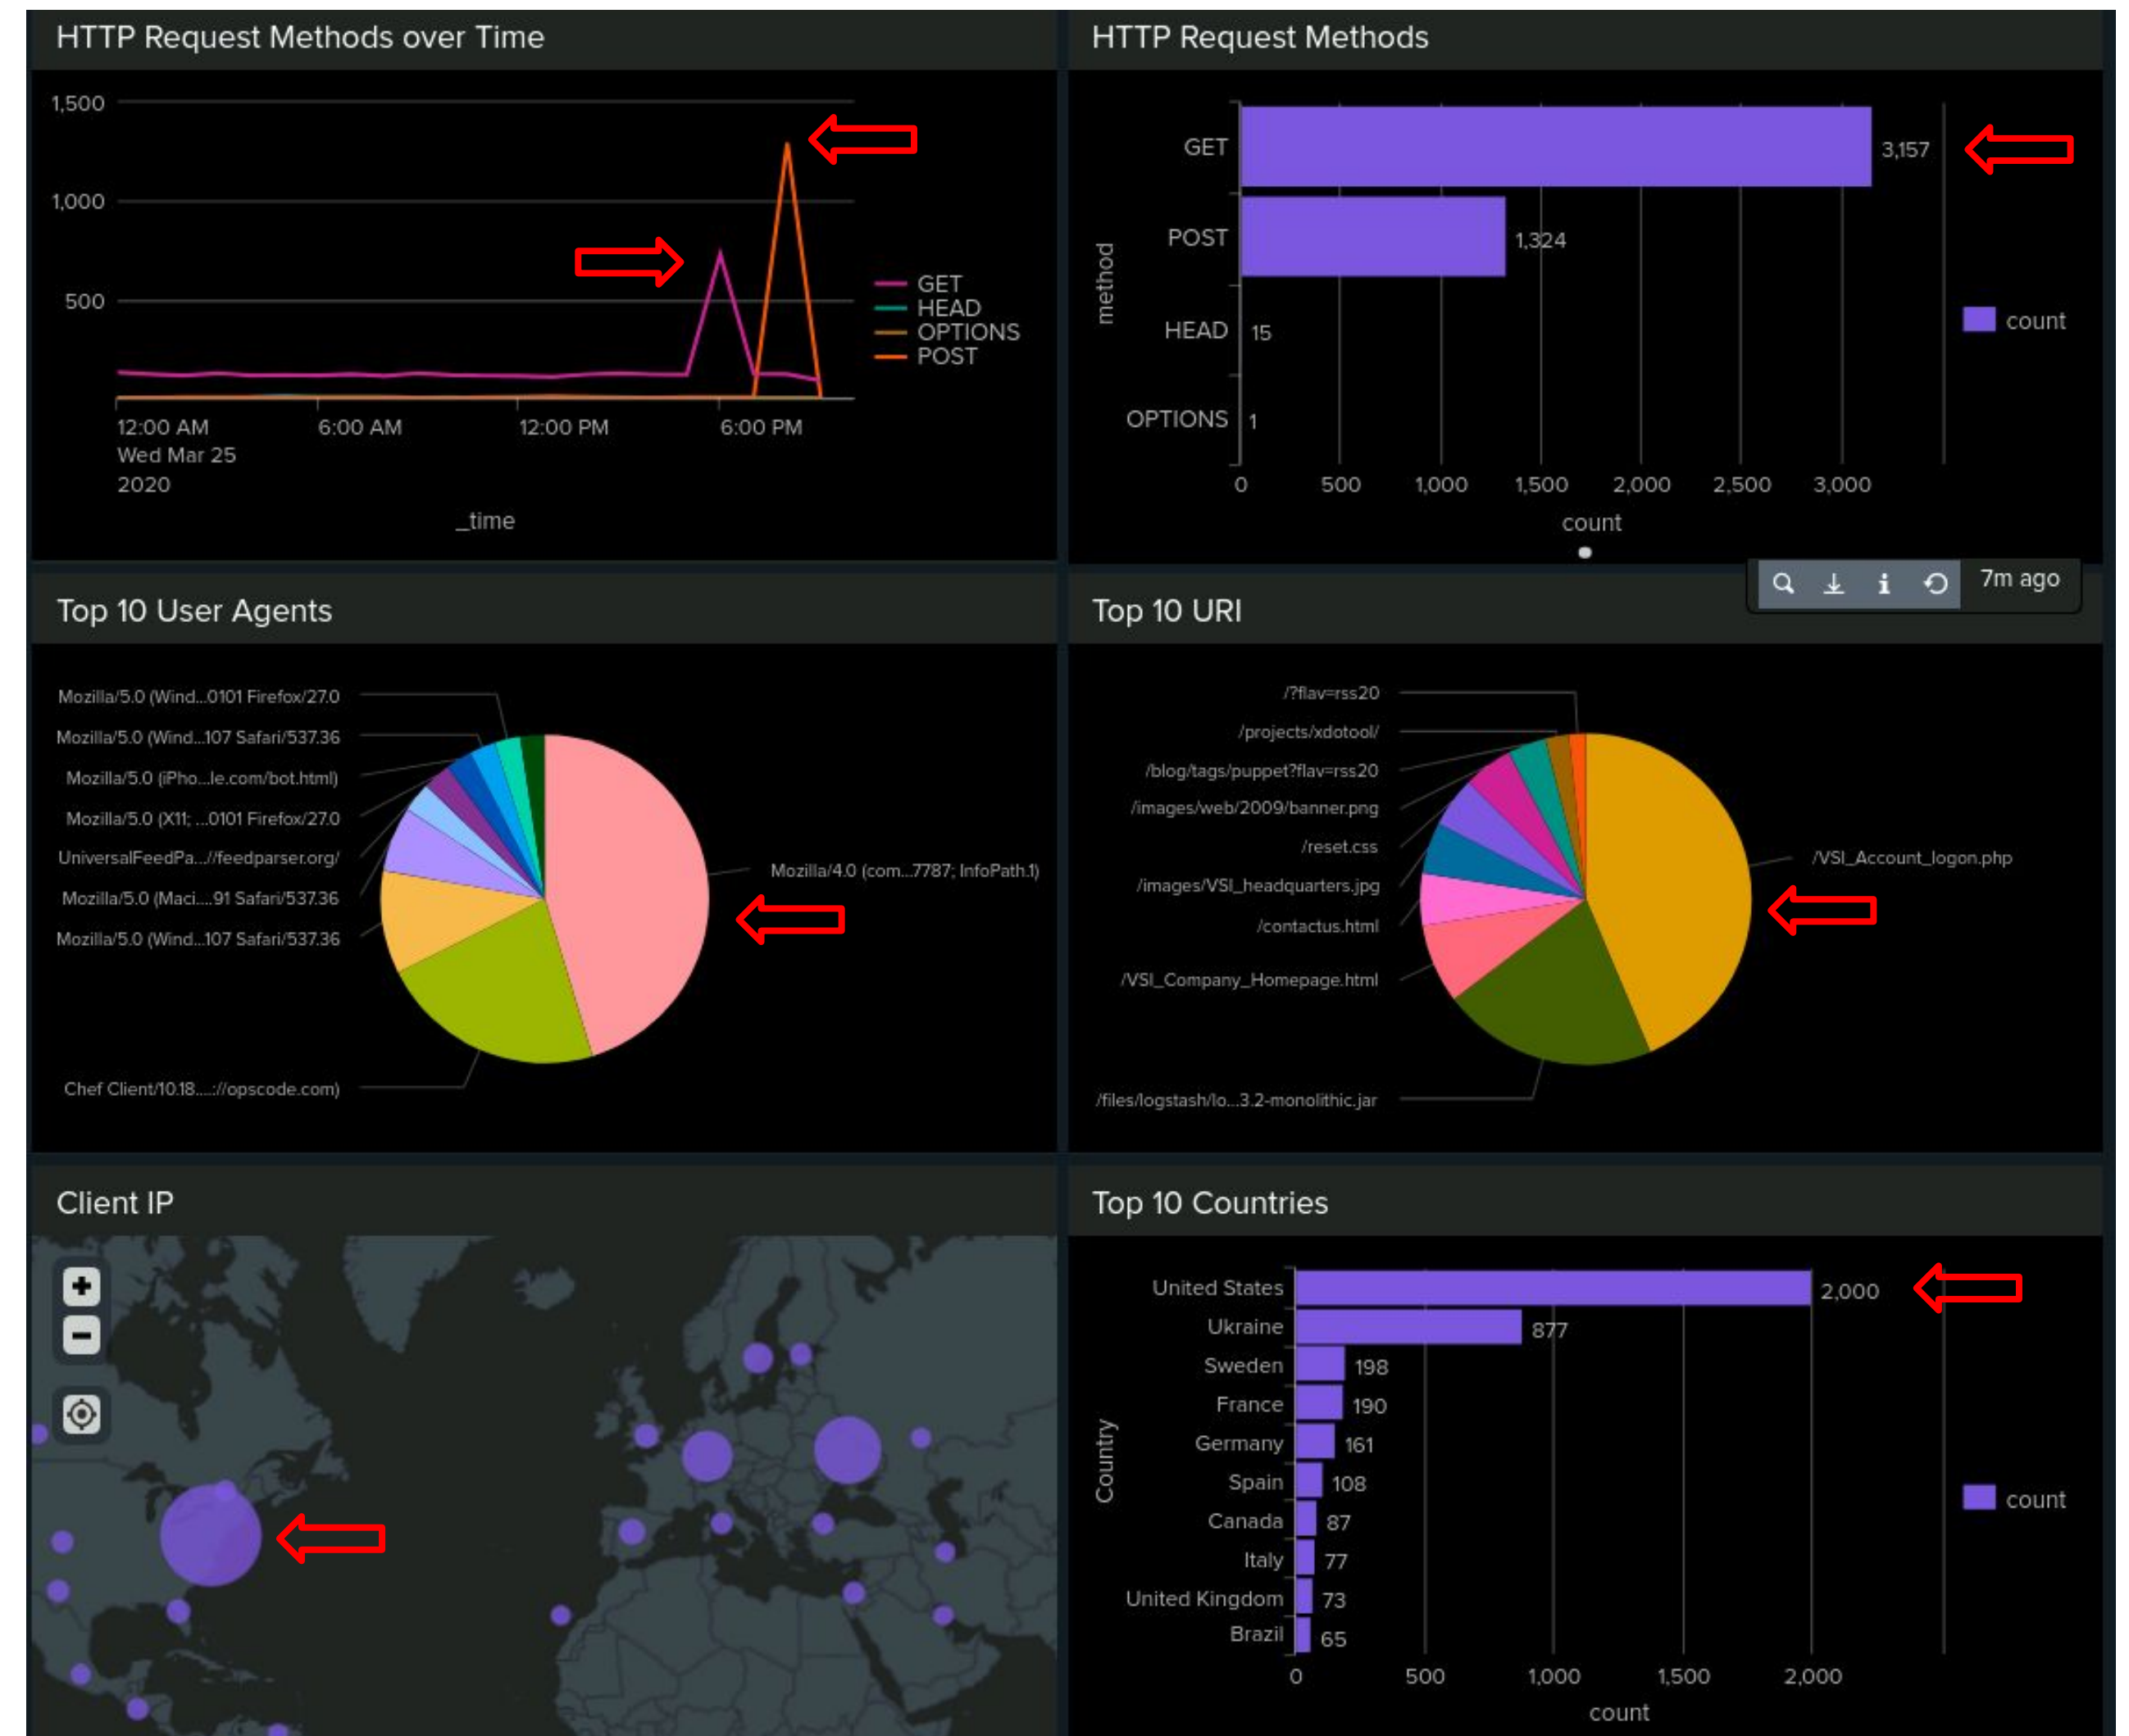 HTTP Request Methods over Time
1,500
1,000
500
GET
HEAD
OPTIONS
POST
12:00 AM
6:00 AM
12:00 PM
6:00 PM
Wed Mar 25
2020
_time
HTTP Request Methods
method
GET
3,157
POST
1,324
HEAD
15
OPTIONS
1
count
0
500
1,000
1,500
2,000
2,500
3,000
count
7m ago
Top 10 User Agents
Mozilla/5.0 (Wind...0101 Firefox/27.0
Mozilla/5.0 (Wind...107 Safari/537.36
Mozilla/5.0 (iPho...le.com/bot.html)
Mozilla/5.0 (X11; ...0101 Firefox/27.0
UniversalFeedPa...//feedparser.org/
Mozilla/5.0 (Maci....91 Safari/537.36
Mozilla/5.0 (Wind...107 Safari/537.36
Chef Client/10.18....://opscode.com)
Mozilla/4.0 (com...7787; InfoPath.1)
Top 10 URI
/?flav=rss20
/projects/xdotool/
/blog/tags/puppet?flav=rss20
/images/web/2009/banner.png
/reset.css
/images/VSI_headquarters.jpg
/contactus.html
/VSI_Company_Homepage.html
/files/logstash/lo...3.2-monolithic.jar
/VSI_Account_logon.php
Client IP
Top 10 Countries
Country
United States
2,000
Ukraine
877
Sweden
198
France
190
Germany
161
Spain
108
Canada
87
Italy
77
United Kingdom
73
Brazil
65
count
0
500
1,000
1,500
2,000
count